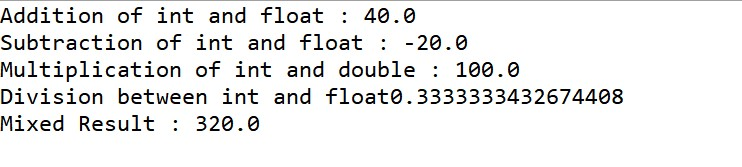 Addition of int and float : 40.0
Subtraction of int and float : -20.0
Multiplication of int and double : 100.0
Division between int and float0.3333333432674408
Mixed Result : 320.0